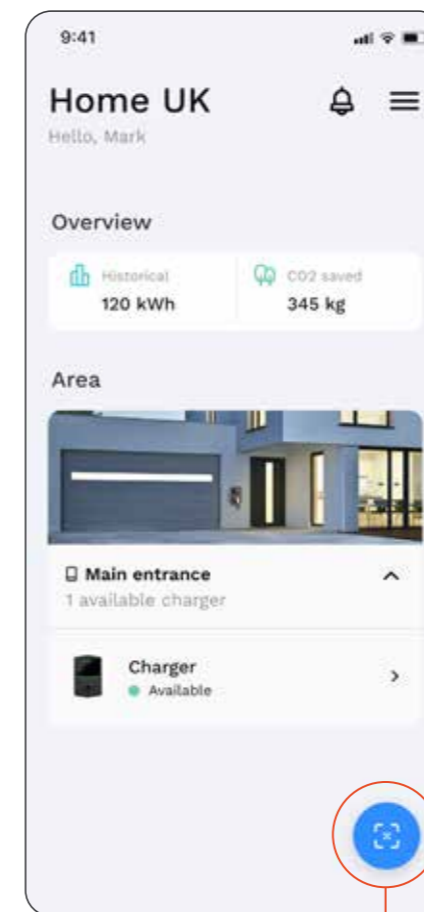 9:41
Home UK
Hello, Mark
Overview
Historical
120 kWh
CO2 saved
345 kg
Area
Main entrance
1 available charger
Charger
Available